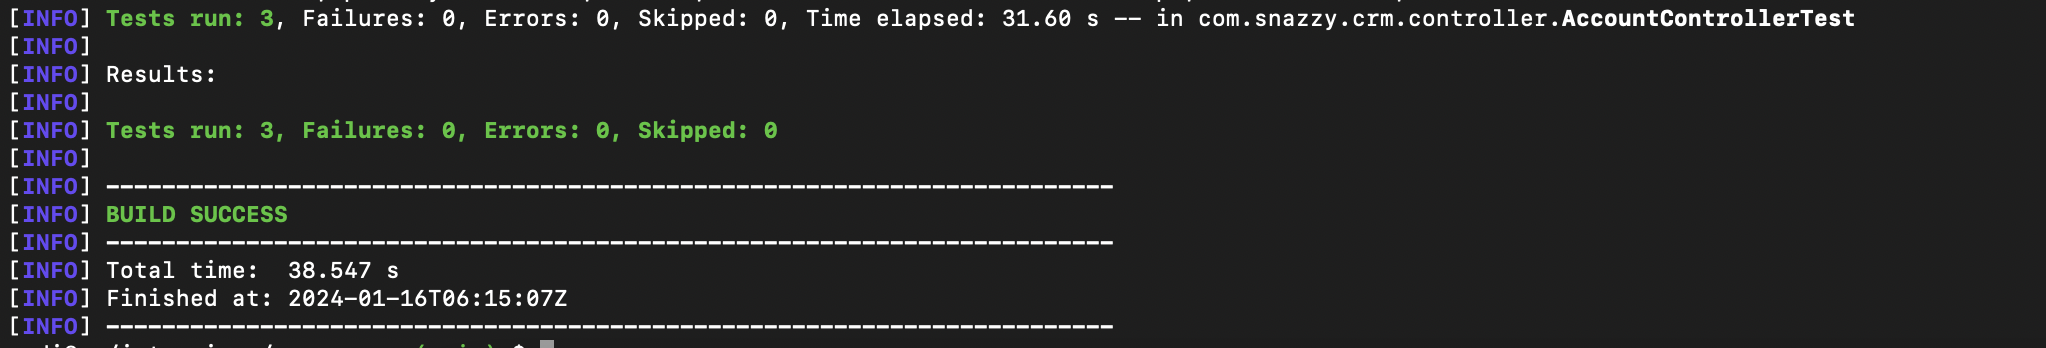 [INFO] Tests run: 3, Failures: 0, Errors: 0, Skipped: 0, Time elapsed: 31.60 s -- in com.snazzy.crm.controller.AccountControllerTest
[INFO]
[INFO] Results:
[INFO]
[INFO] Tests run: 3, Failures: 0, Errors: 0, Skipped: 0
[INFO]
[INFO] ------------------------------------------------------------------------
[INFO] BUILD SUCCESS
[INFO] ------------------------------------------------------------------------
[INFO] Total time:  38.547 s
[INFO] Finished at: 2024-01-16T06:15:07Z
[INFO] ------------------------------------------------------------------------